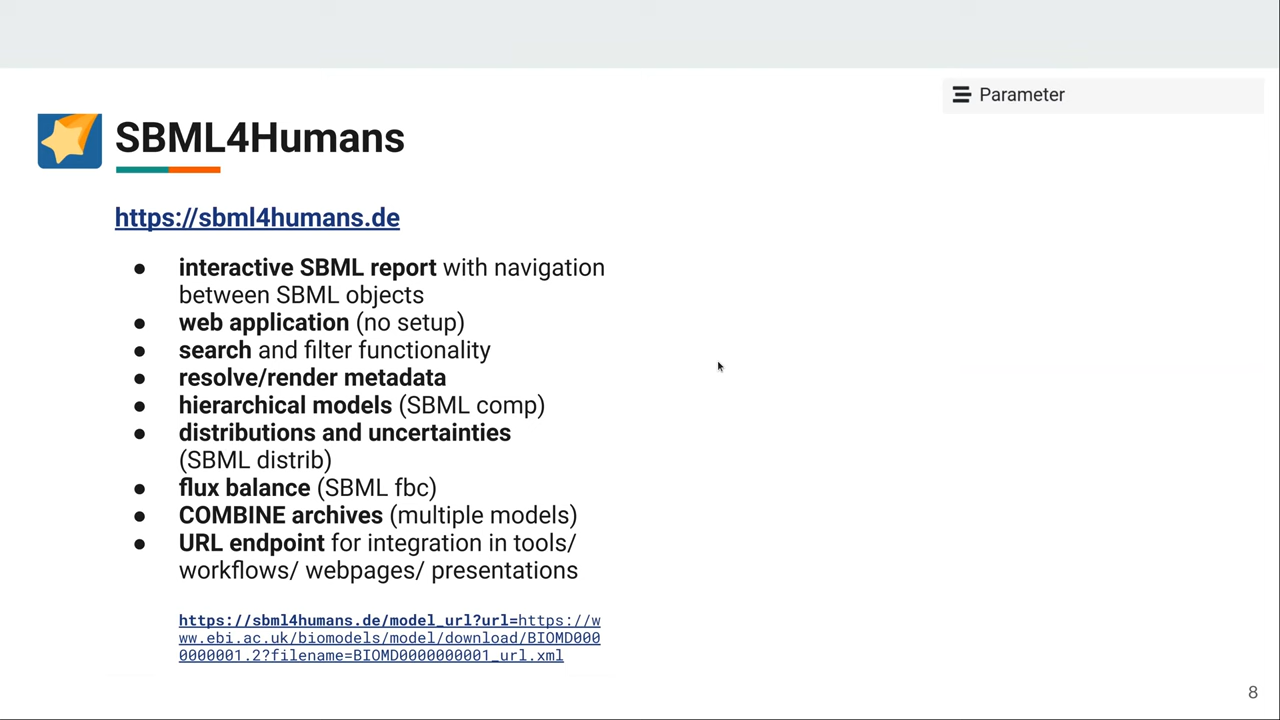 Parameter
SBML4Humans
https://sbml4humans.de
● interactive SBML report with navigation
between SBML objects
● web application (no setup)
● search and filter functionality
● resolve/render metadata
● hierarchical models (SBML comp)
● distributions and uncertainties
(SBML distrib)
● flux balance (SBML fbc)
● COMBINE archives (multiple models)
● URL endpoint for integration in tools/
workflows/ webpages/ presentations
https://sbml4humans.de/model_url?url=https://w
ww.ebi.ac.uk/biomodels/model/download/BIOMD000
0000001.2?filename=BIOMD0000000001_url.xml
8